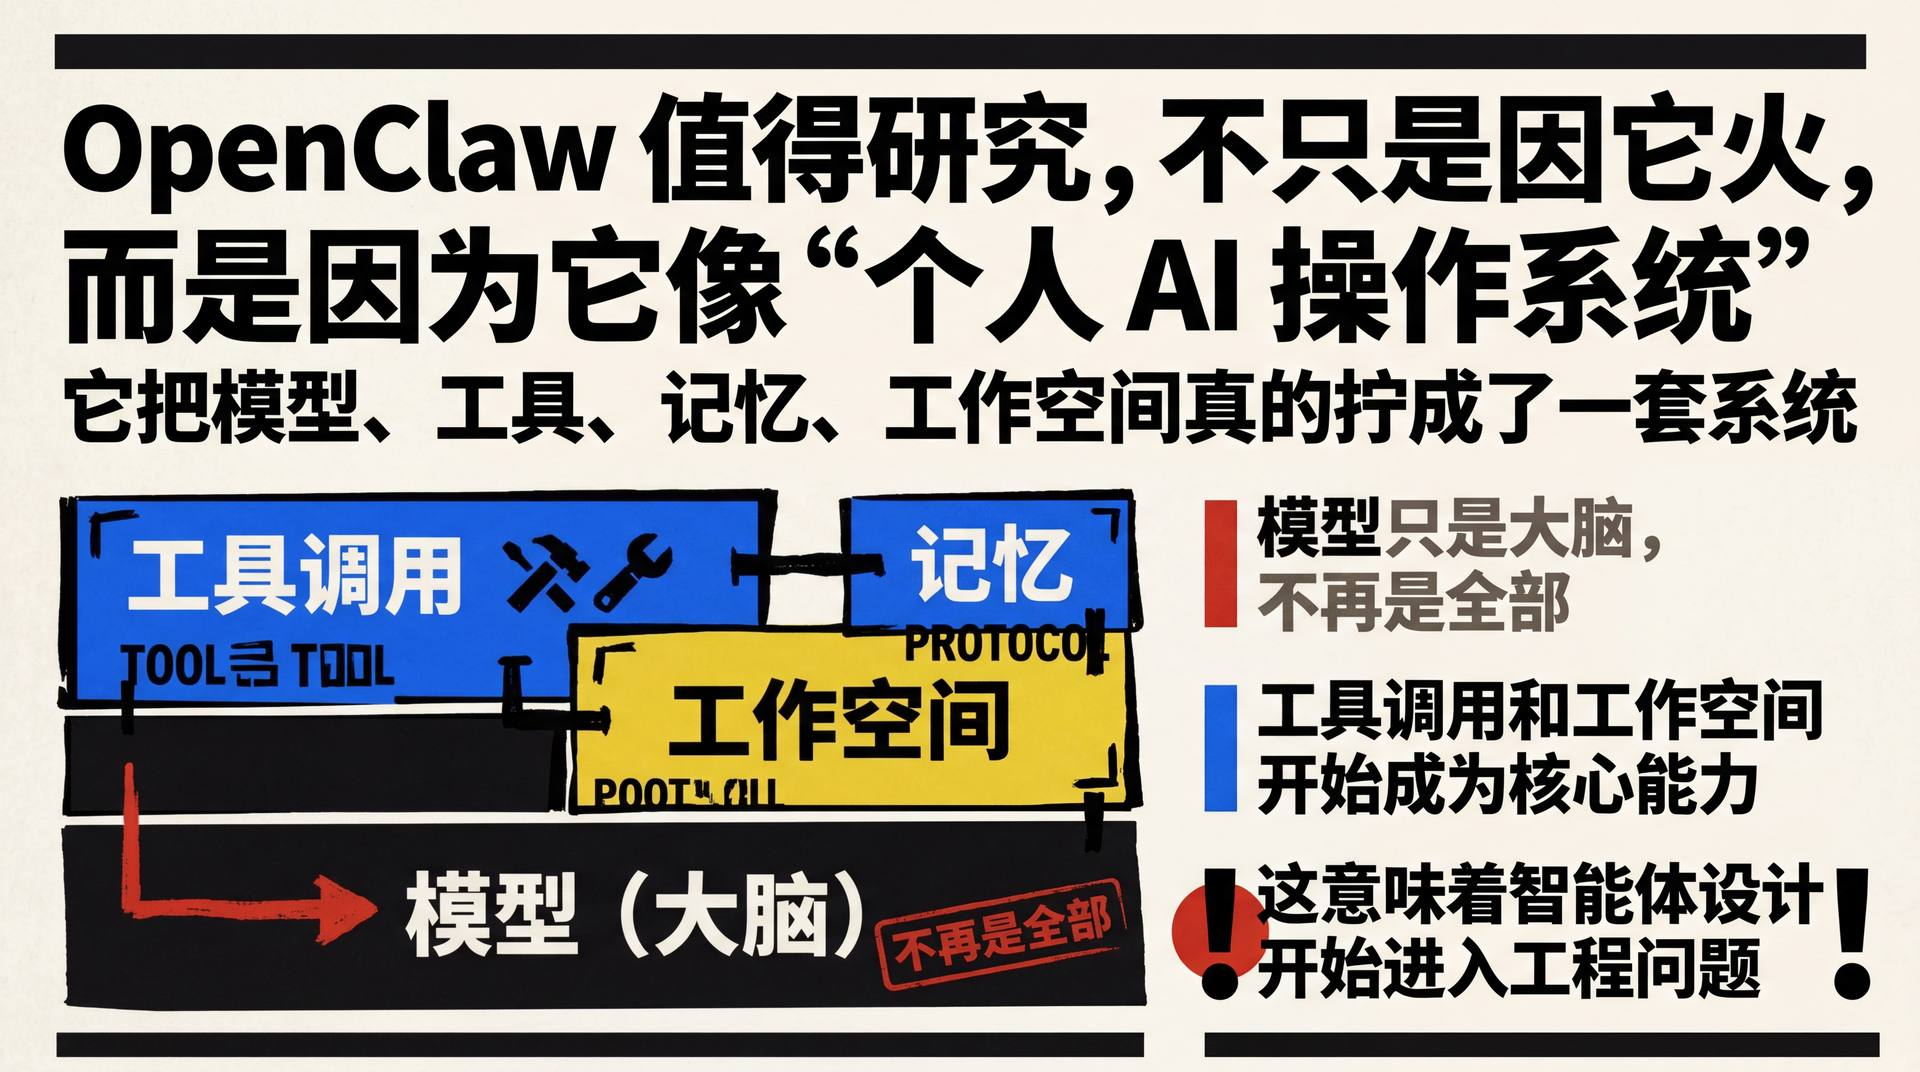 OpenClaw 值得研究，不只是因它火，
而是因为它像“个人 AI 操作系统”
它把模型、工具、记忆、工作空间真的拧成了一套系统
工具调用
TOOL
TOOL
记忆
PROTOCOL
工作空间
模型（大脑）
不再是全部
模型只是大脑，
不再是全部
工具调用和工作空间
开始成为核心能力
！这意味着智能体设计！
开始进入工程问题